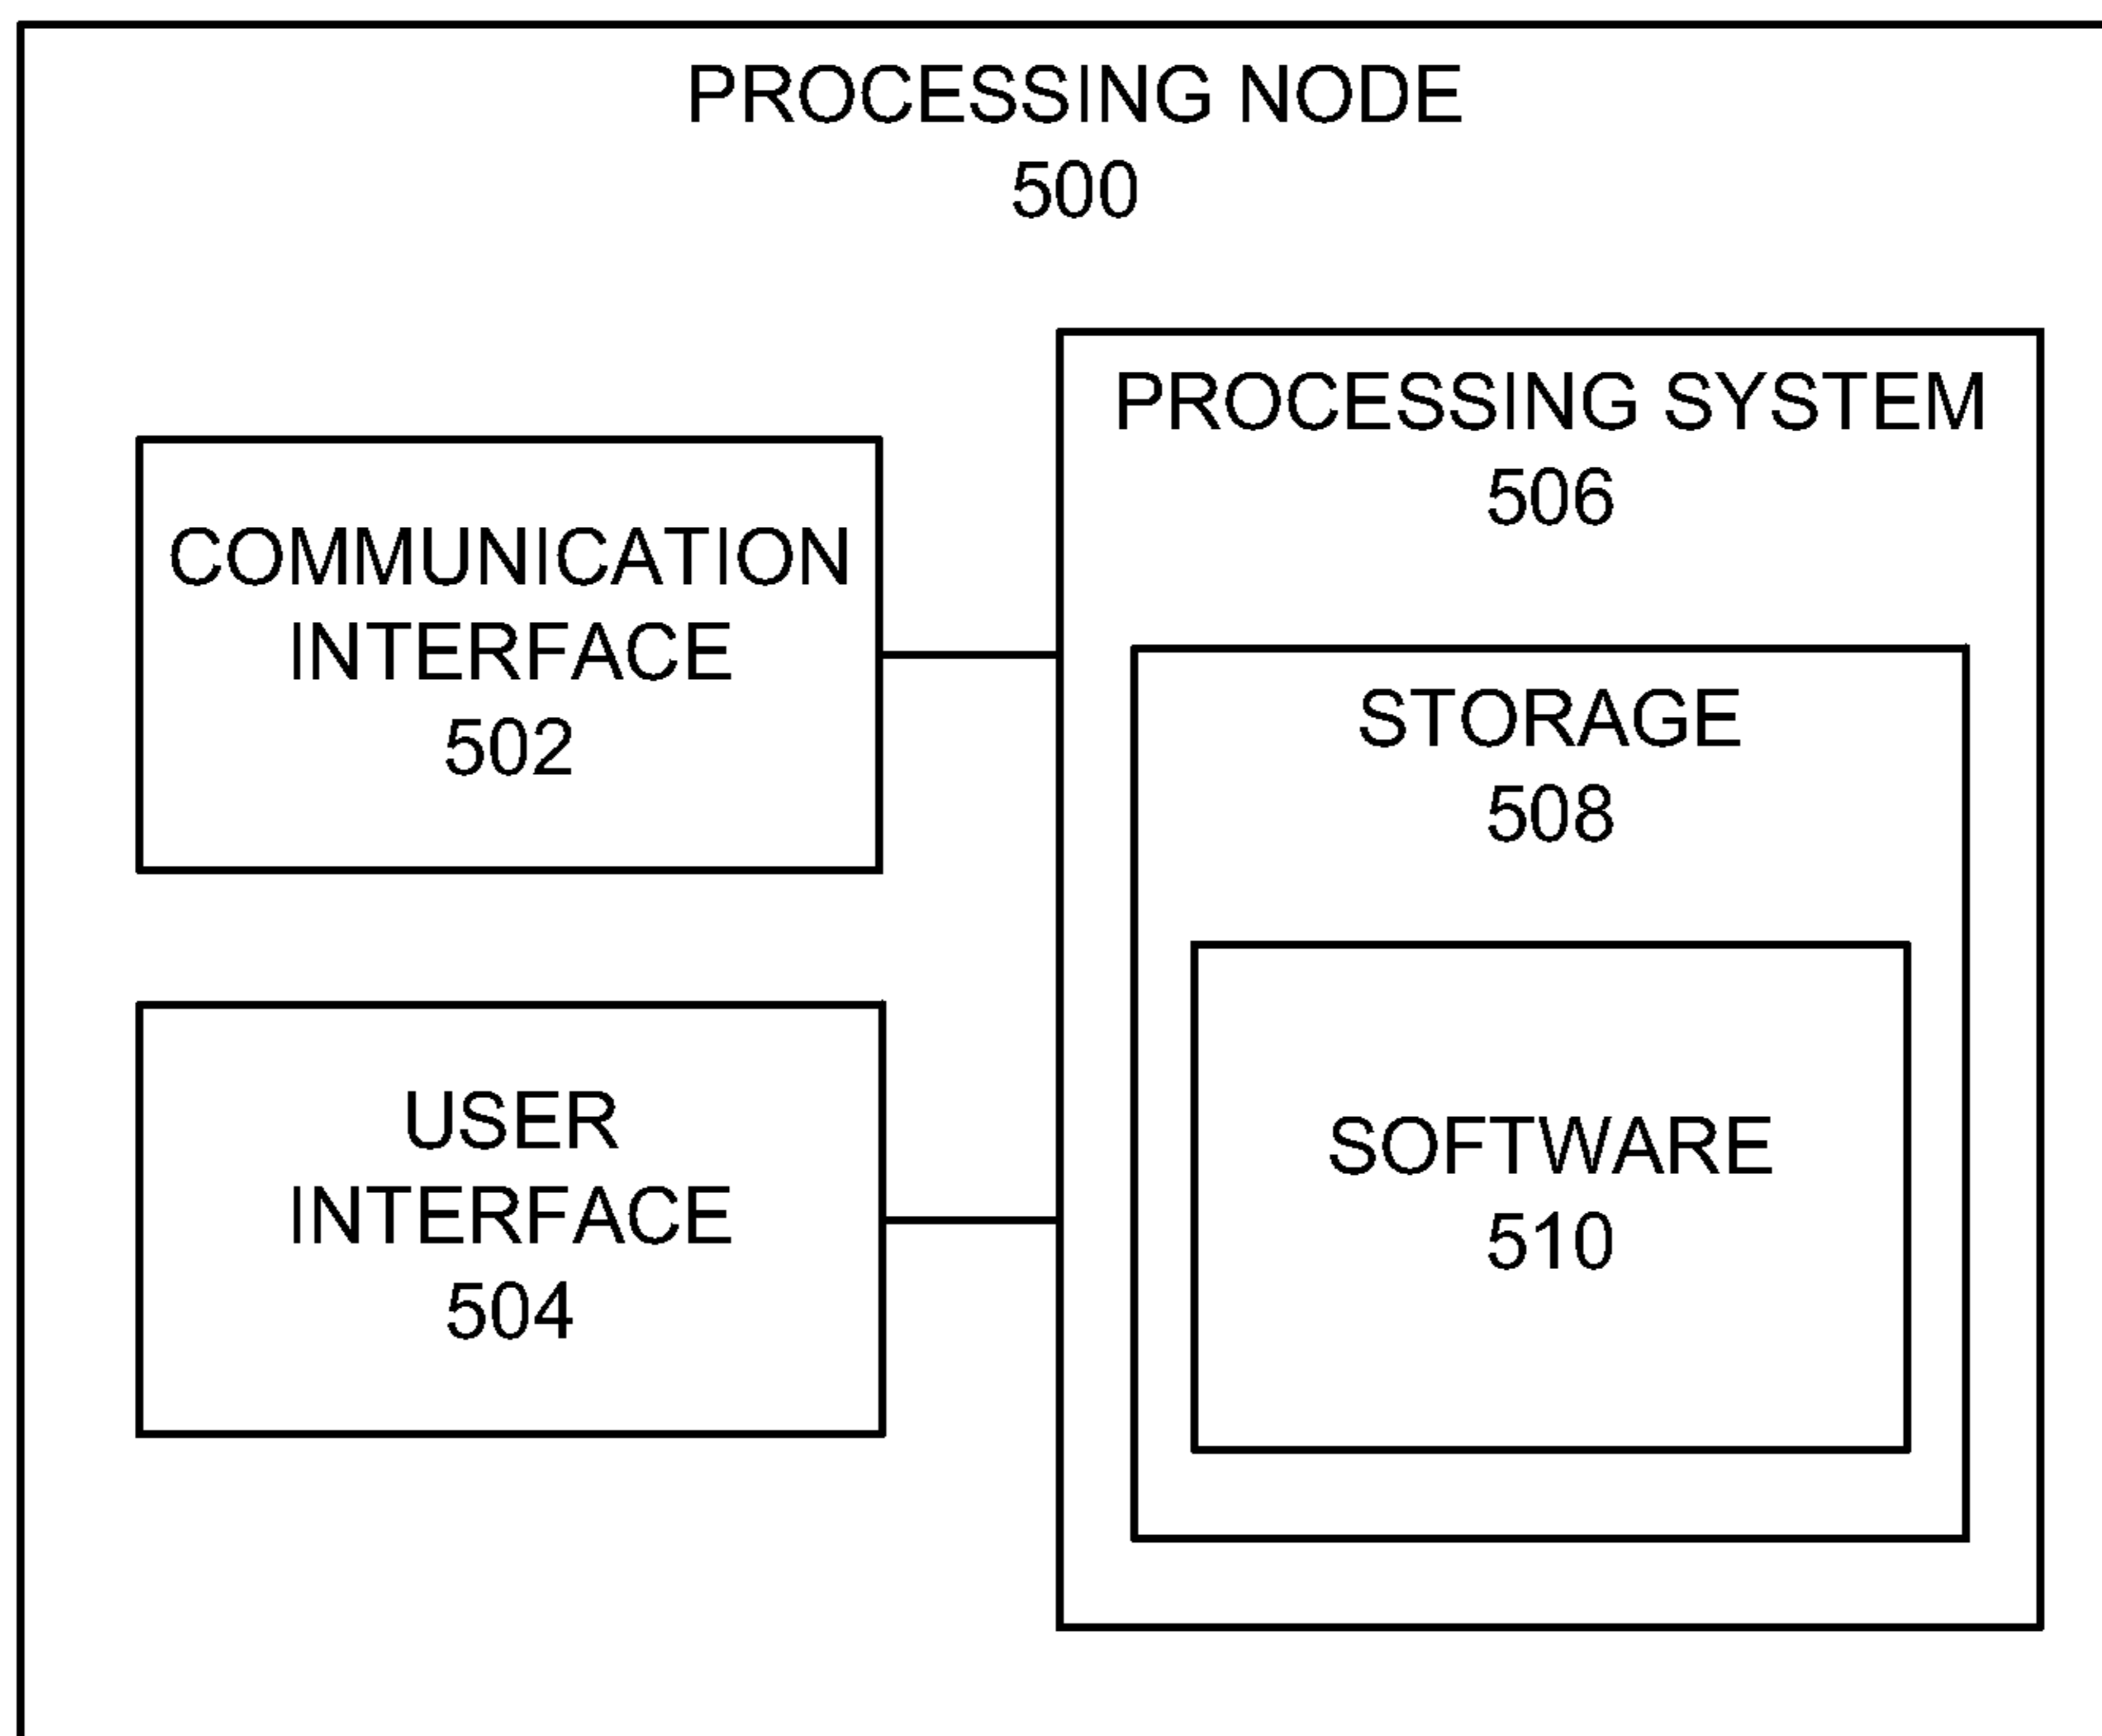 PROCESSING NODE
500
PROCESSING SYSTEM
506
COMMUNICATION
INTERFACE
502
STORAGE
508
USER
INTERFACE
504
SOFTWARE
510